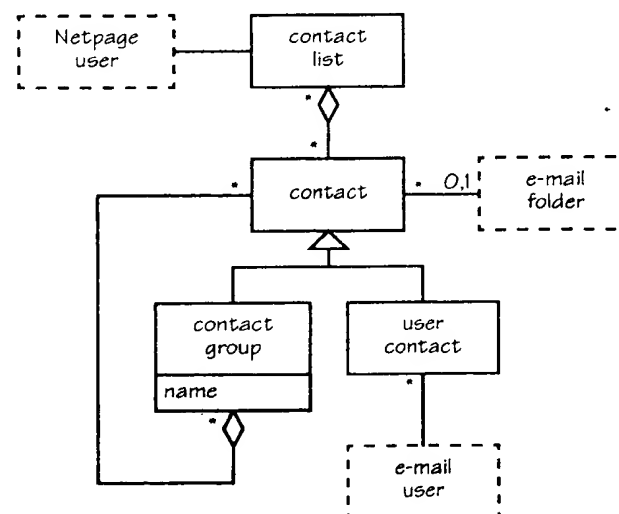 Netpage
user
contact
list
*
*
contact
*
*
0,1
e-mail
folder
contact
group
name
*
user
contact
*
e-mail
user